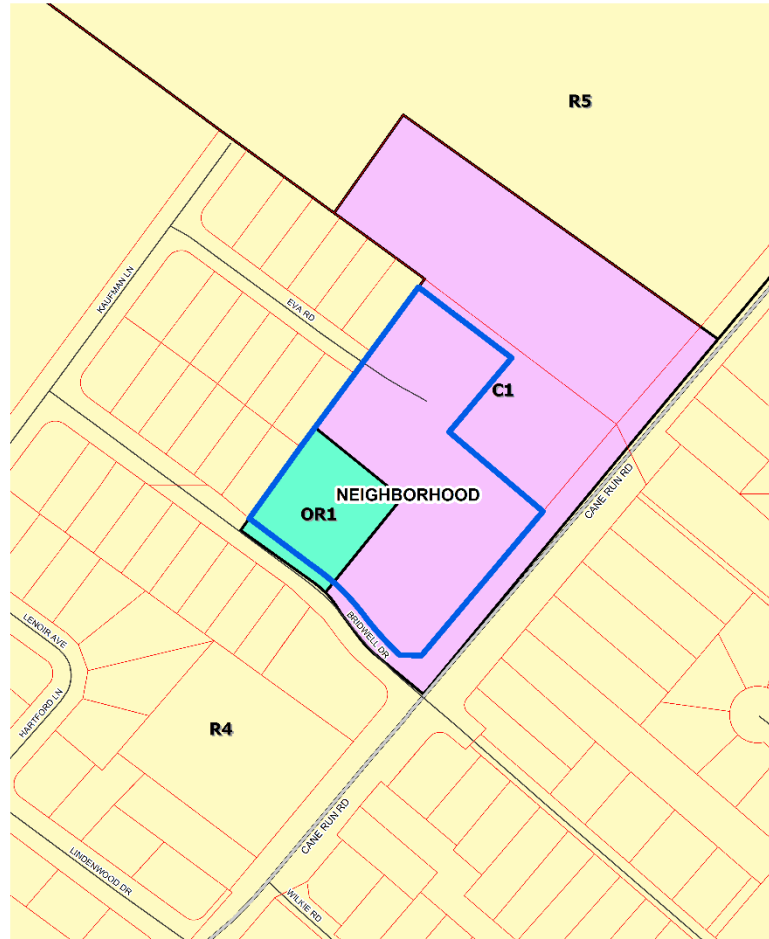 R5
KAUFMAN LN
EVA RD
C1
CANE RUN RD
NEIGHBORHOOD
OR1
BRIDWELL DR
LENOIR AVE
HARTFORD LN
R4
CANE RUN RD
LINDENWOOD DR
WILKIE RD